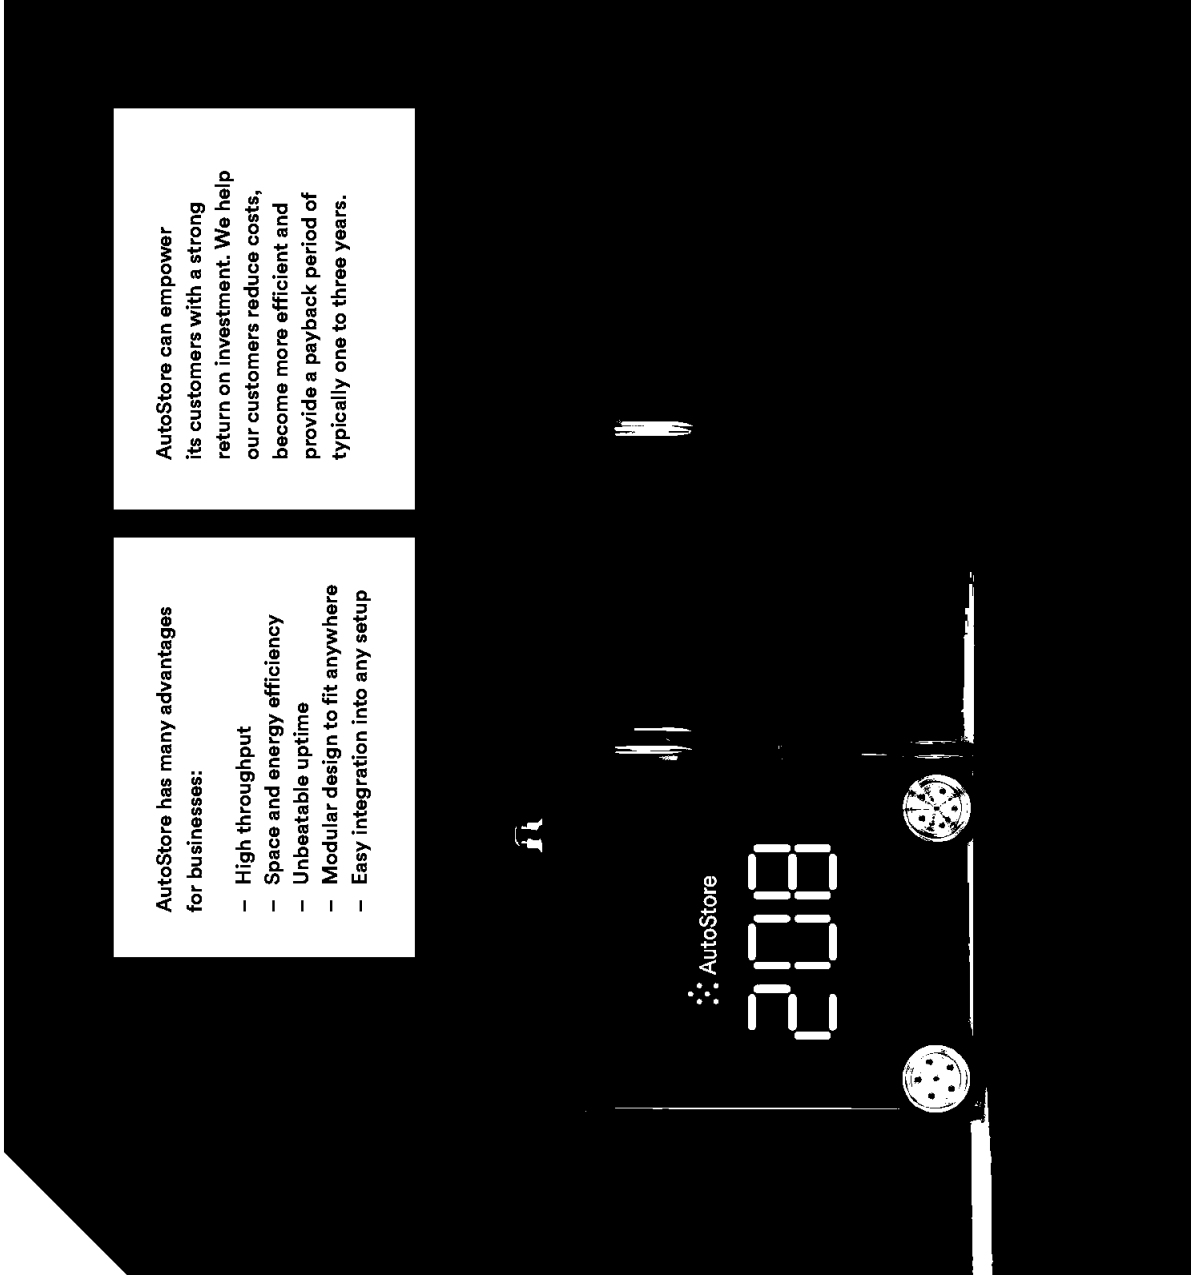 AutoStore has many advantages
for businesses:
– High throughput
– Space and energy efficiency
– Unbeatable uptime
– Modular design to fit anywhere
– Easy integration into any setup
AutoStore can empower
its customers with a strong
return on investment. We help
our customers reduce costs,
become more efficient and
provide a payback period of
typically one to three years.
AutoStore
208